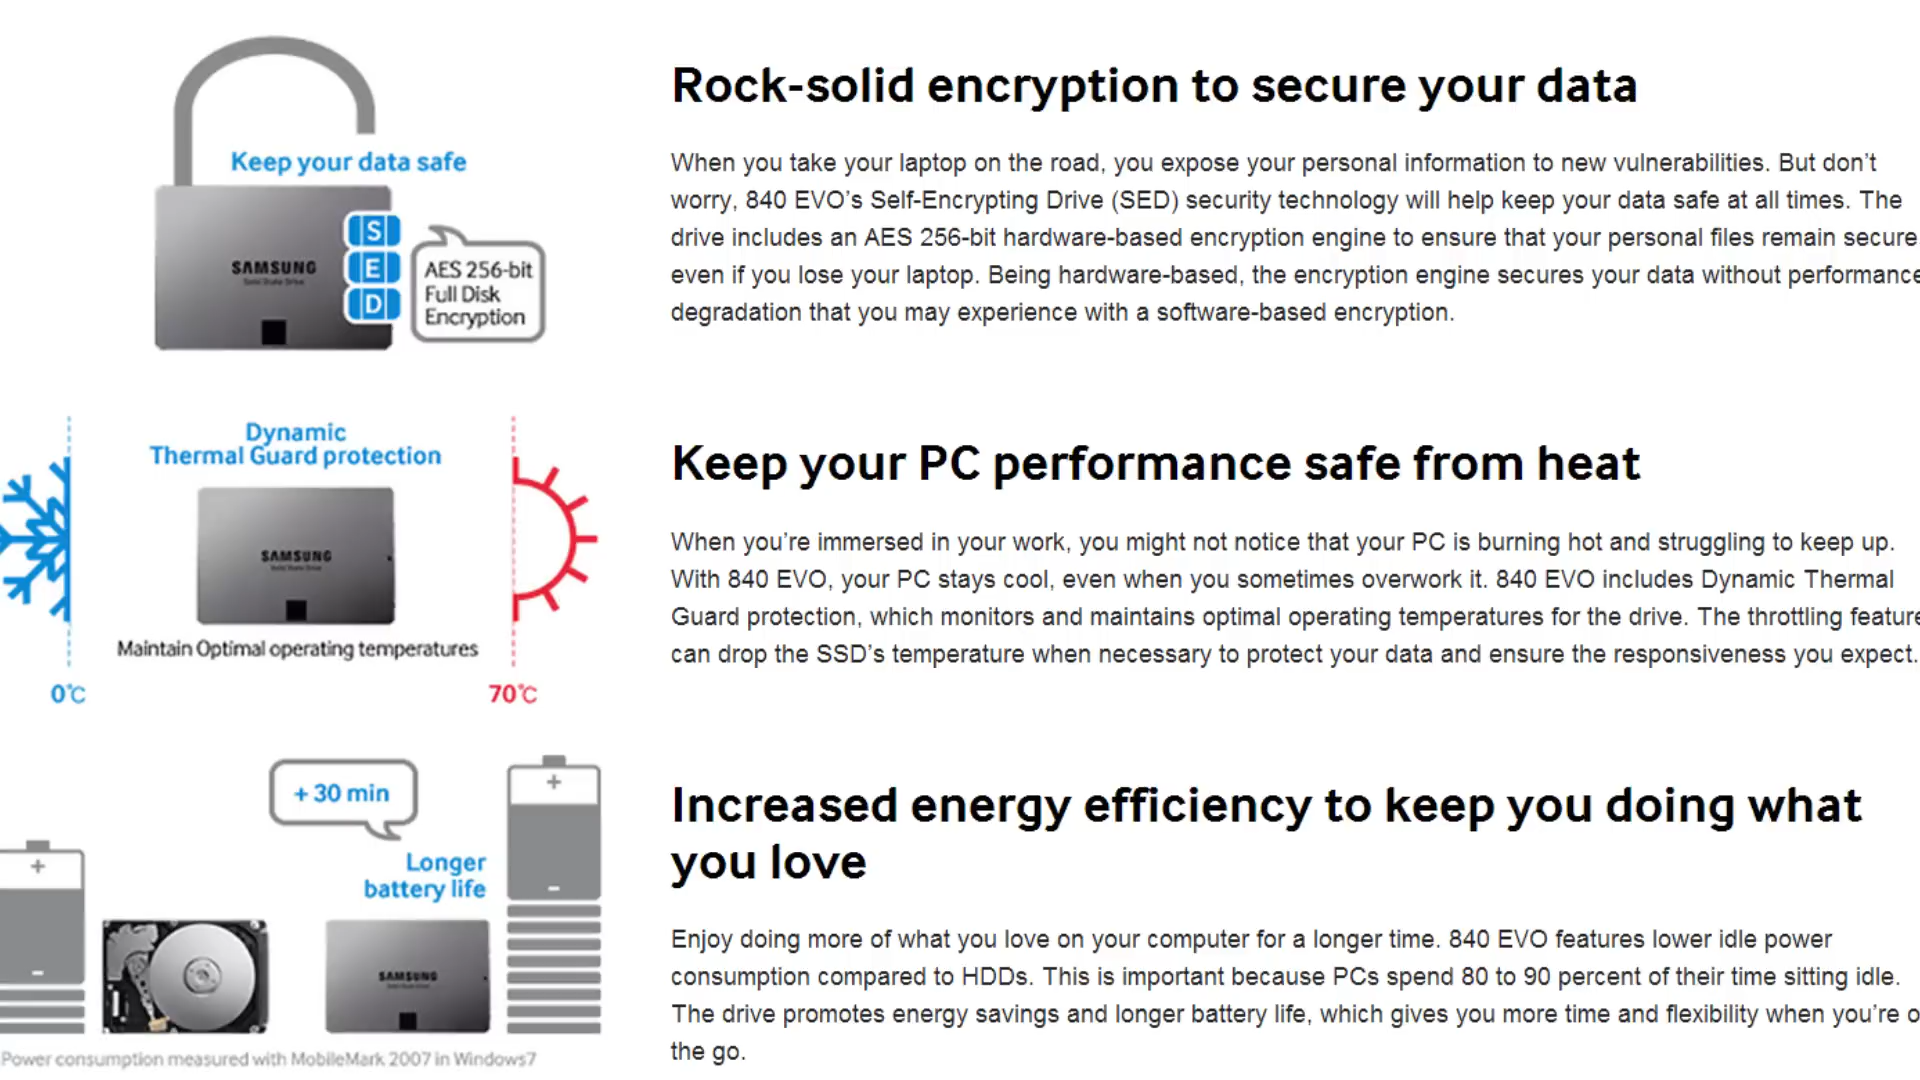 Keep your data safe
SAMSUNG
Solid State Drive
S
E
D
AES 256-bit
Full Disk
Encryption
Rock-solid encryption to secure your data
When you take your laptop on the road, you expose your personal information to new vulnerabilities. But don’t
worry, 840 EVO’s Self-Encrypting Drive (SED) security technology will help keep your data safe at all times. The
drive includes an AES 256-bit hardware-based encryption engine to ensure that your personal files remain secure
even if you lose your laptop. Being hardware-based, the encryption engine secures your data without performance
degradation that you may experience with a software-based encryption.
Dynamic
Thermal Guard protection
SAMSUNG
Solid State Drive
Maintain Optimal operating temperatures
0℃
70℃
Keep your PC performance safe from heat
When you’re immersed in your work, you might not notice that your PC is burning hot and struggling to keep up.
With 840 EVO, your PC stays cool, even when you sometimes overwork it. 840 EVO includes Dynamic Thermal
Guard protection, which monitors and maintains optimal operating temperatures for the drive. The throttling feature
can drop the SSD’s temperature when necessary to protect your data and ensure the responsiveness you expect.
+ 30 min
+
+
Longer
battery life
-
-
SAMSUNG
Power consumption measured with MobileMark 2007 in Windows7
Increased energy efficiency to keep you doing what
you love
Enjoy doing more of what you love on your computer for a longer time. 840 EVO features lower idle power
consumption compared to HDDs. This is important because PCs spend 80 to 90 percent of their time sitting idle.
The drive promotes energy savings and longer battery life, which gives you more time and flexibility when you’re o
the go.